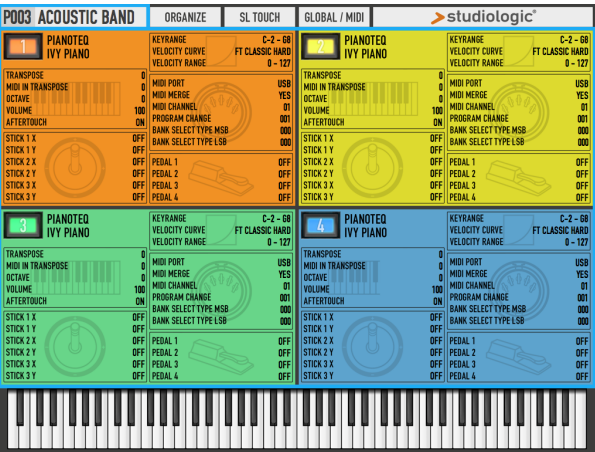 P003 ACOUSTIC BAND ORGANIZE SL TOUCH GLOBAL / MIDI studiologic®
1 PIANOTEQ
IVY PIANO
TRANSPOSE 0
MIDI IN TRANSPOSE 0
OCTAVE 0
VOLUME 100
AFTERTOUCH ON
STICK 1 X OFF
STICK 1 Y OFF
STICK 2 X OFF
STICK 2 Y OFF
STICK 3 X OFF
STICK 3 Y OFF
KEYRANGE C-2 - G8
VELOCITY CURVE FT CLASSIC HARD
VELOCITY RANGE 0 - 127
MIDI PORT USB
MIDI MERGE YES
MIDI CHANNEL 01
PROGRAM CHANGE 001
BANK SELECT TYPE MSB 000
BANK SELECT TYPE LSB 000
PEDAL 1 OFF
PEDAL 2 OFF
PEDAL 3 OFF
PEDAL 4 OFF
2 PIANOTEQ
IVY PIANO
TRANSPOSE 0
MIDI IN TRANSPOSE 0
OCTAVE 0
VOLUME 100
AFTERTOUCH ON
STICK 1 X OFF
STICK 1 Y OFF
STICK 2 X OFF
STICK 2 Y OFF
STICK 3 X OFF
STICK 3 Y OFF
KEYRANGE C-2 - G8
VELOCITY CURVE FT CLASSIC HARD
VELOCITY RANGE 0 - 127
MIDI PORT USB
MIDI MERGE YES
MIDI CHANNEL 01
PROGRAM CHANGE 001
BANK SELECT TYPE MSB 000
BANK SELECT TYPE LSB 000
PEDAL 1 OFF
PEDAL 2 OFF
PEDAL 3 OFF
PEDAL 4 OFF
3 PIANOTEQ
IVY PIANO
TRANSPOSE 0
MIDI IN TRANSPOSE 0
OCTAVE 0
VOLUME 100
AFTERTOUCH ON
STICK 1 X OFF
STICK 1 Y OFF
STICK 2 X OFF
STICK 2 Y OFF
STICK 3 X OFF
STICK 3 Y OFF
KEYRANGE C-2 - G8
VELOCITY CURVE FT CLASSIC HARD
VELOCITY RANGE 0 - 127
MIDI PORT USB
MIDI MERGE YES
MIDI CHANNEL 01
PROGRAM CHANGE 001
BANK SELECT TYPE MSB 000
BANK SELECT TYPE LSB 000
PEDAL 1 OFF
PEDAL 2 OFF
PEDAL 3 OFF
PEDAL 4 OFF
4 PIANOTEQ
IVY PIANO
TRANSPOSE 0
MIDI IN TRANSPOSE 0
OCTAVE 0
VOLUME 100
AFTERTOUCH ON
STICK 1 X OFF
STICK 1 Y OFF
STICK 2 X OFF
STICK 2 Y OFF
STICK 3 X OFF
STICK 3 Y OFF
KEYRANGE C-2 - G8
VELOCITY CURVE FT CLASSIC HARD
VELOCITY RANGE 0 - 127
MIDI PORT USB
MIDI MERGE YES
MIDI CHANNEL 01
PROGRAM CHANGE 001
BANK SELECT TYPE MSB 000
BANK SELECT TYPE LSB 000
PEDAL 1 OFF
PEDAL 2 OFF
PEDAL 3 OFF
PEDAL 4 OFF